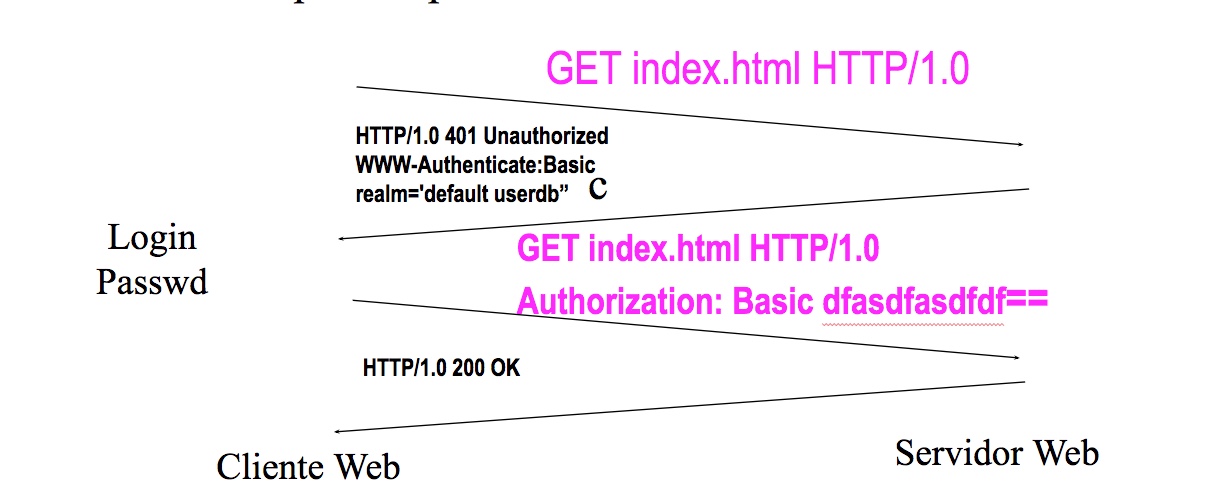 GET index.html HTTP/1.0
HTTP/1.0 401 Unauthorized
WWW-Authenticate:Basic
realm='default userdb”
c
Login
Passwd
GET index.html HTTP/1.0
Authorization: Basic dfasdfasdfdf==
HTTP/1.0 200 OK
Cliente Web
Servidor Web